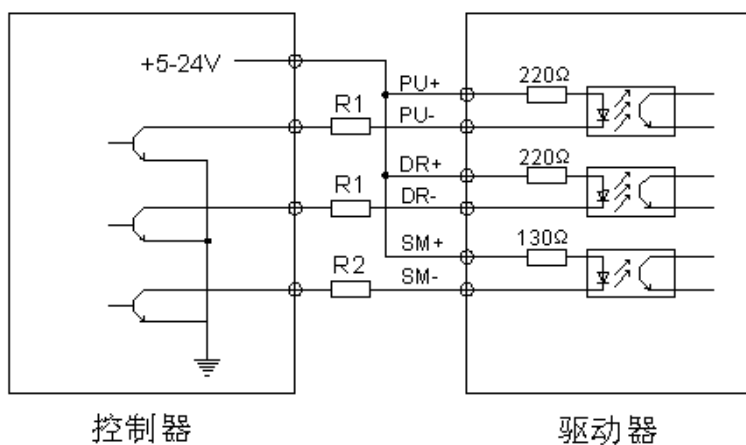 +5-24V
PU+
220Ω
R1
PU-
DR+
220Ω
R1
DR-
SM+
130Ω
R2
SM-
控制器
驱动器